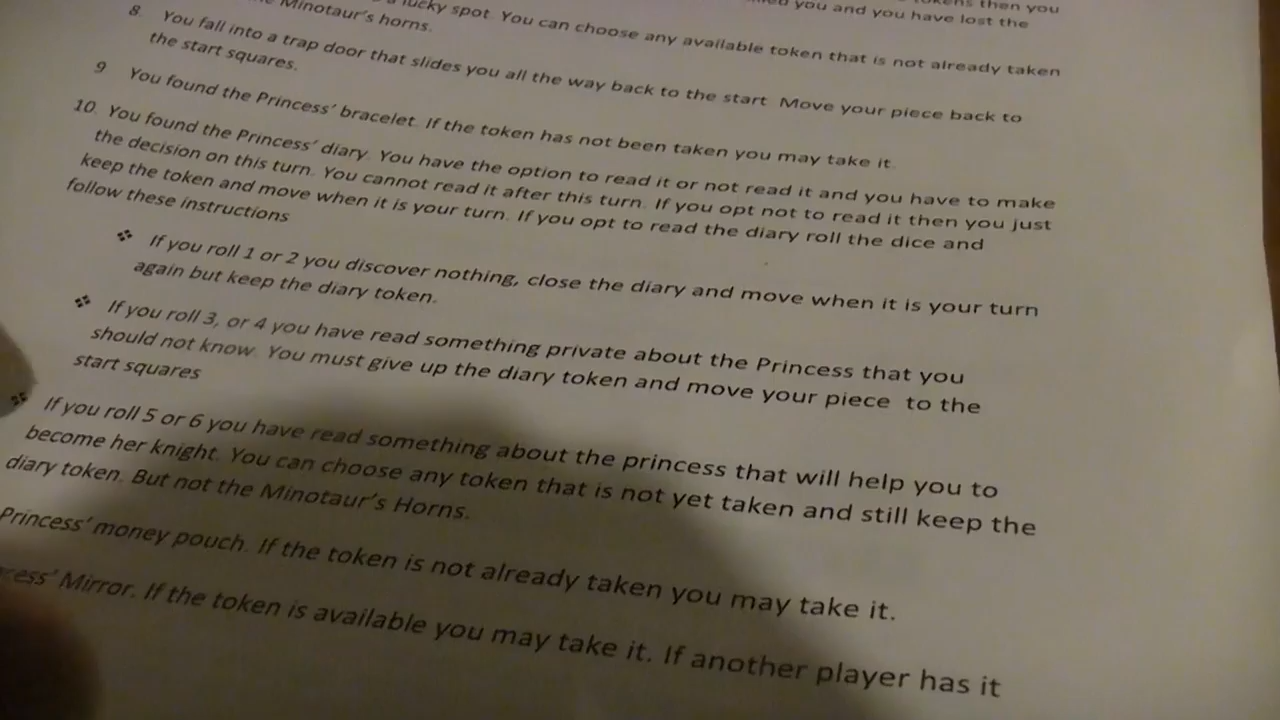 tokens then you
you and you have lost the
lucky spot. You can choose any available token that is not already taken
Minotaur's horns.
8. You fall into a trap door that slides you all the way back to the start Move your piece back to
the start squares.
9 You found the Princess' bracelet. If the token has not been taken you may take it.
10. You found the Princess' diary. You have the option to read it or not read it and you have to make
the decision on this turn. You cannot read it after this turn. If you opt not to read it then you just
keep the token and move when it is your turn. If you opt to read the diary roll the dice and
follow these instructions
❖ If you roll 1 or 2 you discover nothing, close the diary and move when it is your turn
again but keep the diary token.
❖ If you roll 3, or 4 you have read something private about the Princess that you
should not know. You must give up the diary token and move your piece to the
start squares
❖ If you roll 5 or 6 you have read something about the princess that will help you to
become her knight. You can choose any token that is not yet taken and still keep the
diary token. But not the Minotaur's Horns.
Princess' money pouch. If the token is not already taken you may take it.
cess' Mirror. If the token is available you may take it. If another player has it